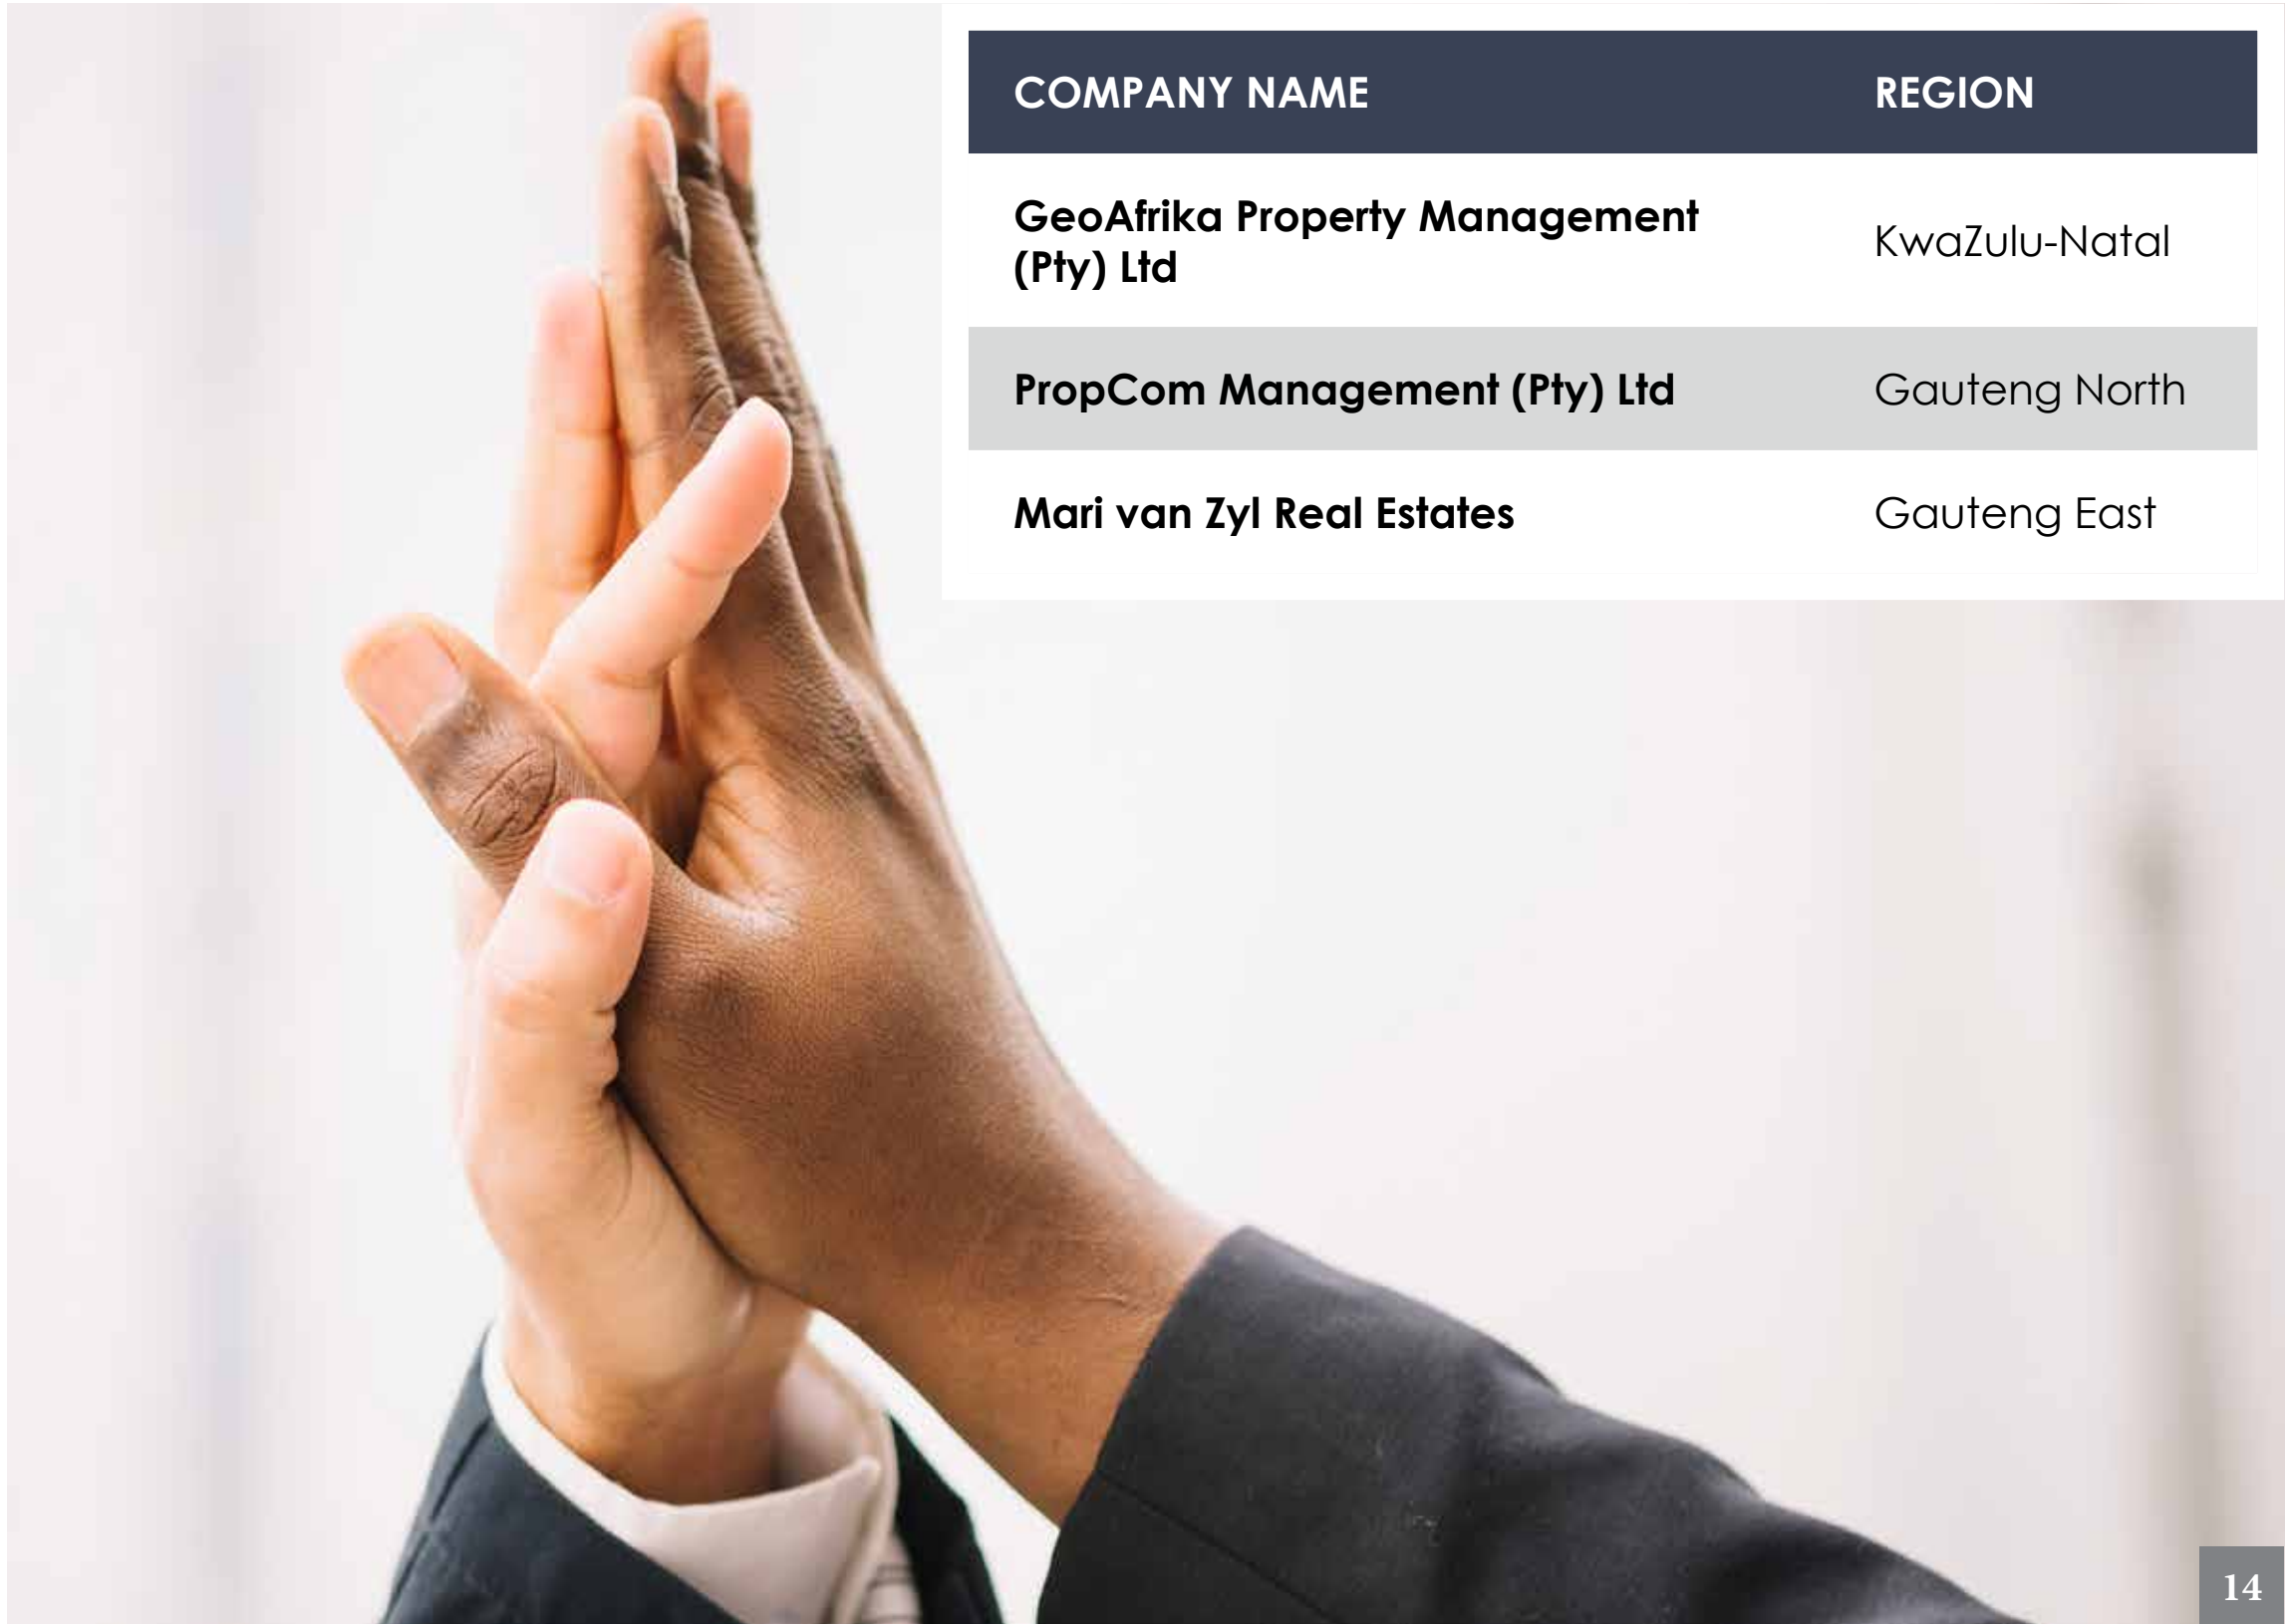 COMPANY NAME REGION
GeoAfrika Property Management
(Pty) Ltd
KwaZulu-Natal
PropCom Management (Pty) Ltd Gauteng North
Mari van Zyl Real Estates Gauteng East
14